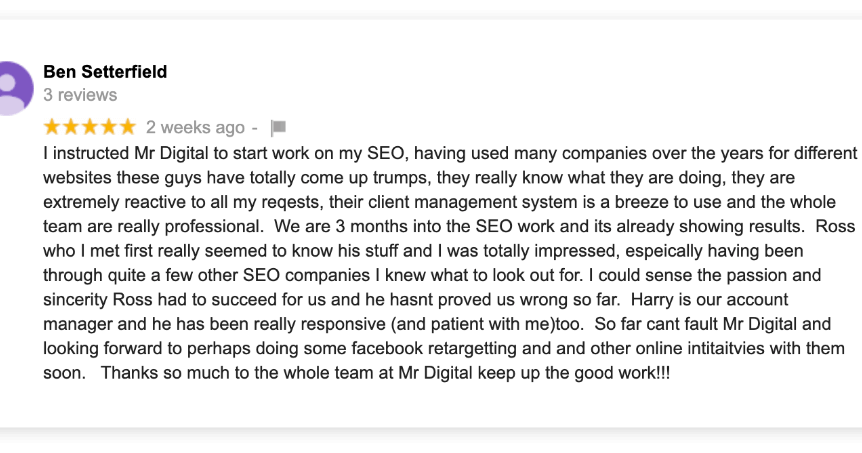 Ben Setterfield
3 reviews
2 weeks ago -
I instructed Mr Digital to start work on my SEO, having used many companies over the years for different
websites these guys have totally come up trumps, they really know what they are doing, they are
extremely reactive to all my reqests, their client management system is a breeze to use and the whole
team are really professional.  We are 3 months into the SEO work and its already showing results.  Ross
who I met first really seemed to know his stuff and I was totally impressed, espeically having been
through quite a few other SEO companies I knew what to look out for. I could sense the passion and
sincerity Ross had to succeed for us and he hasnt proved us wrong so far.  Harry is our account
manager and he has been really responsive (and patient with me)too.  So far cant fault Mr Digital and
looking forward to perhaps doing some facebook retargetting and and other online intitaitvies with them
soon.   Thanks so much to the whole team at Mr Digital keep up the good work!!!